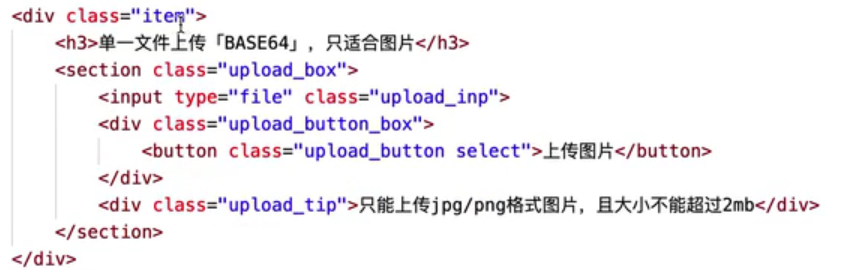 <div class="item">
<h3>单一文件上传「BASE64」，只适合图片</h3>
<section class="upload_box">
<input type="file" class="upload_inp">
<div class="upload_button_box">
<button class="upload_button select">上传图片</button>
</div>
<div class="upload_tip">只能上传jpg/png格式图片，且大小不能超过2mb</div>
</section>
</div>